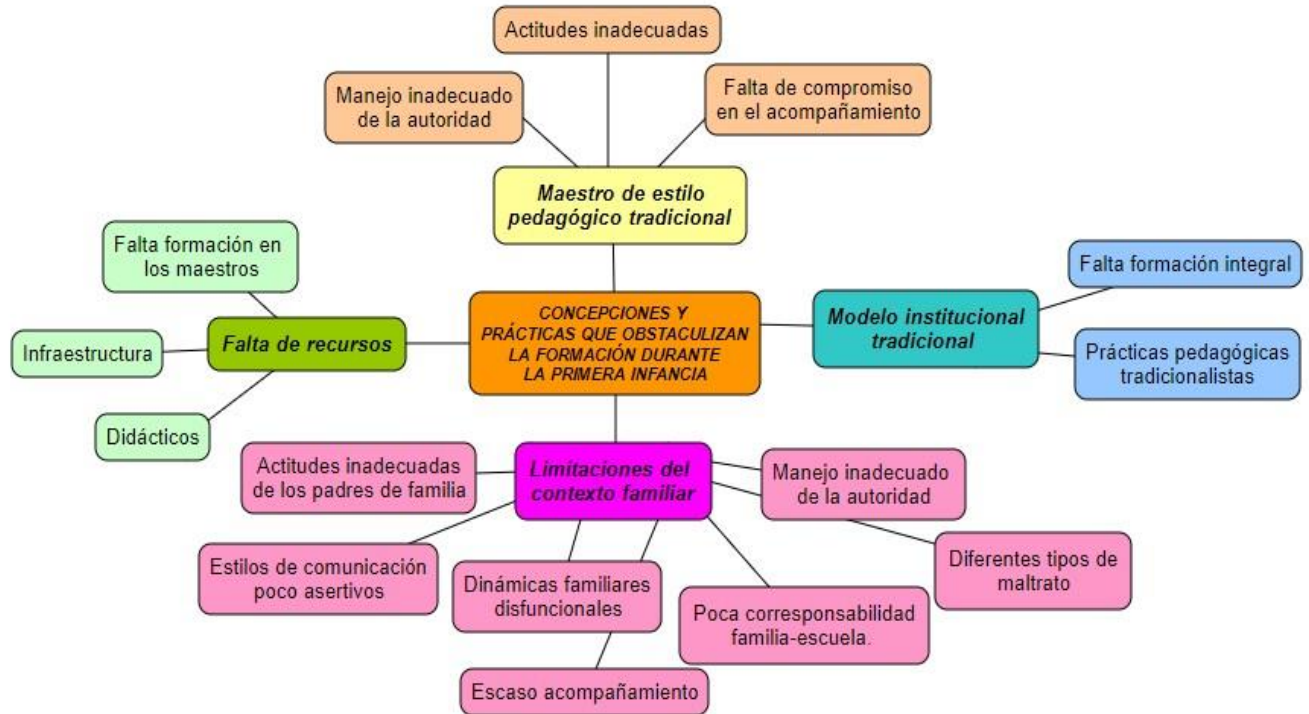 Actitudes inadecuadas
Manejo inadecuado
de la autoridad
Falta de compromiso
en el acompañamiento
Maestro de estilo
pedagógico tradicional
Falta formación en
los maestros
Infraestructura
Didácticos
Falta de recursos
CONCEPCIONES Y
PRÁCTICAS QUE OBSTACULIZAN
LA FORMACIÓN DURANTE
LA PRIMERA INFANCIA
Modelo institucional
tradicional
Falta formación integral
Prácticas pedagógicas
tradicionalistas
Limitaciones del
contexto familiar
Actitudes inadecuadas
de los padres de familia
Manejo inadecuado
de la autoridad
Estilos de comunicación
poco asertivos
Dinámicas familiares
disfuncionales
Poca corresponsabilidad
familia-escuela.
Diferentes tipos de
maltrato
Escaso acompañamiento